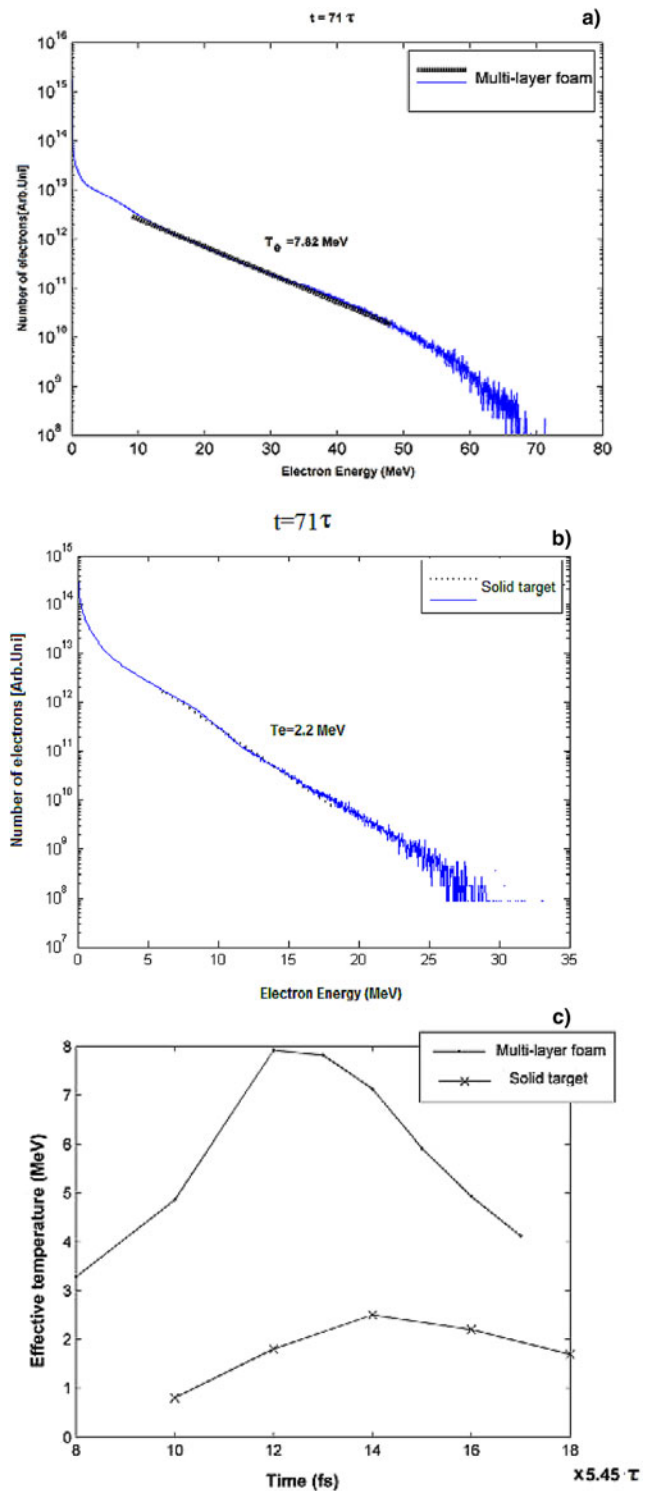 t = 71 τ
a)
10^16
10^15
10^14
10^13
10^12
10^11
10^10
10^9
10^8
Number of electrons[Arb.Uni]
Multi-layer foam
T_e =7.82 MeV
0 10 20 30 40 50 60 70 80
Electron Energy (MeV)
t=71τ
b)
10^15
10^14
10^13
10^12
10^11
10^10
10^9
10^8
10^7
Number of electrons [Arb.Uni]
Solid target
Te=2.2 MeV
0 5 10 15 20 25 30 35
Electron Energy (MeV)
c)
Multi-layer foam
Solid target
8
7
6
5
4
3
2
1
0
Effective temperature (MeV)
8 10 12 14 16 18
Time (fs)
x5.45 τ